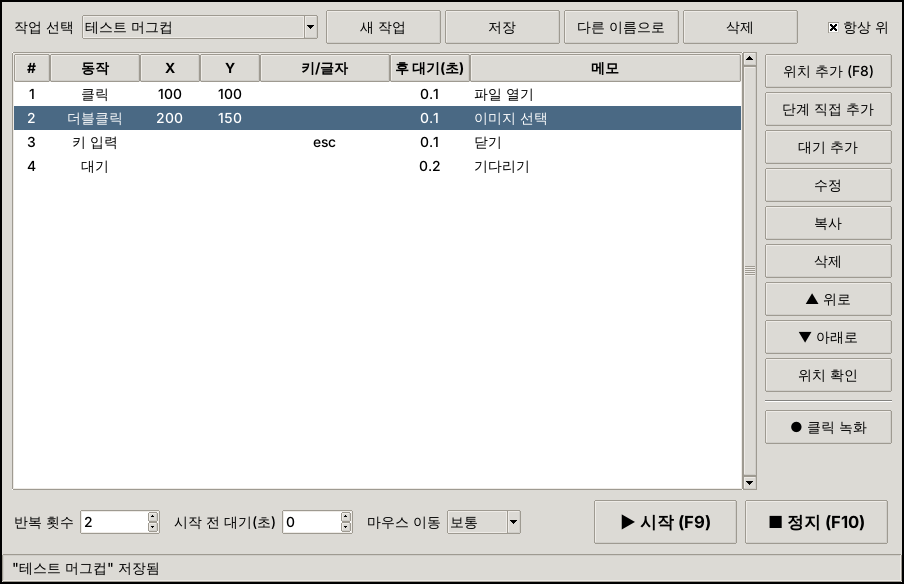 작업 선택 테스트 머그컵 새 작업 저장 다른 이름으로 삭제 항상 위
# 동작 X Y 키/글자 후 대기(초) 메모
1 클릭 100 100 0.1 파일 열기
2 더블클릭 200 150 0.1 이미지 선택
3 키 입력 esc 0.1 닫기
4 대기 0.2 기다리기
위치 추가 (F8)
단계 직접 추가
대기 추가
수정
복사
삭제
▲ 위로
▼ 아래로
위치 확인
● 클릭 녹화
반복 횟수 2 시작 전 대기(초) 0 마우스 이동 보통 ▶ 시작 (F9) ■ 정지 (F10)
"테스트 머그컵" 저장됨